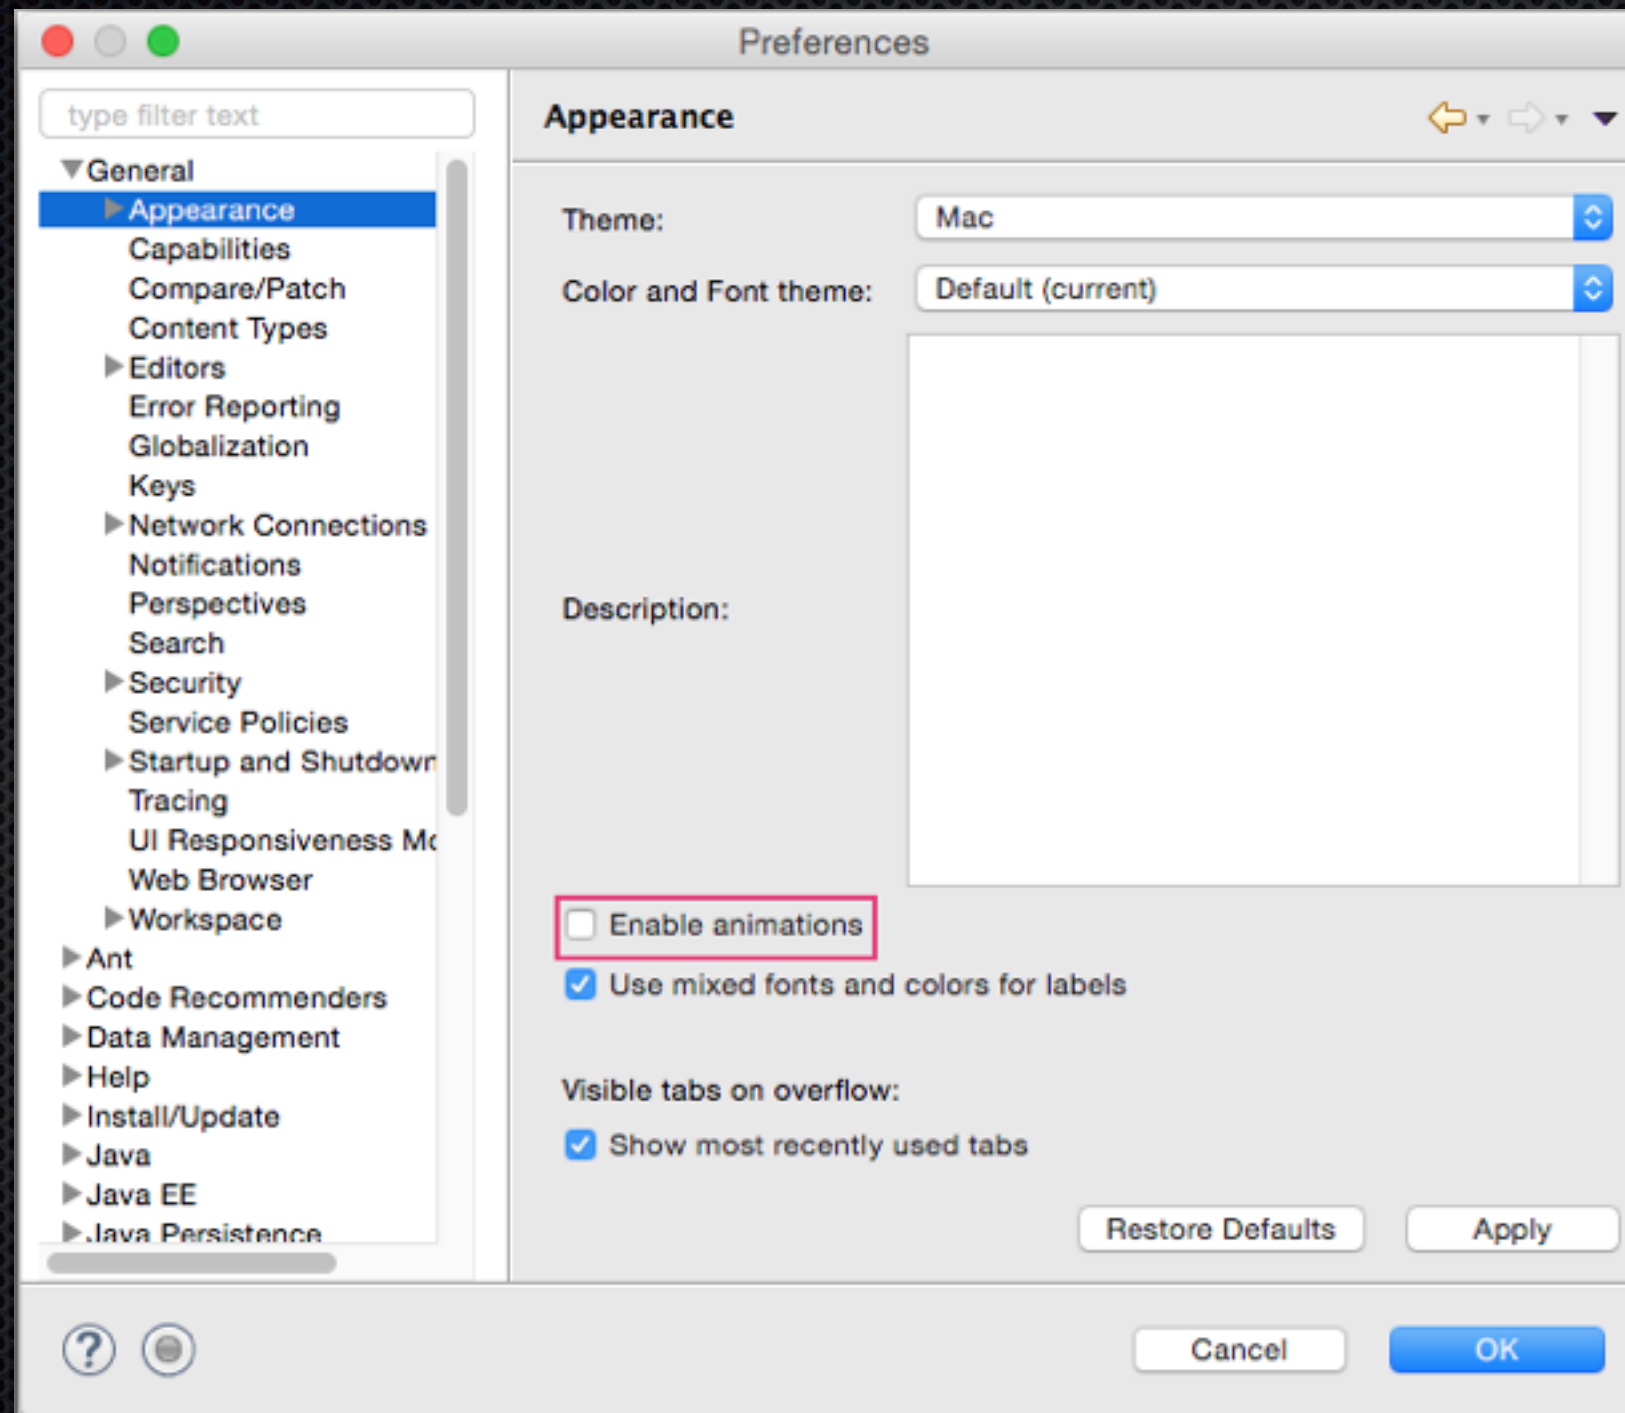 Preferences
type filter text
General
Appearance
Capabilities
Compare/Patch
Content Types
Editors
Error Reporting
Globalization
Keys
Network Connections
Notifications
Perspectives
Search
Security
Service Policies
Startup and Shutdown
Tracing
UI Responsiveness Mo
Web Browser
Workspace
Ant
Code Recommenders
Data Management
Help
Install/Update
Java
Java EE
Java Persistence
Appearance
Theme: Mac
Color and Font theme: Default (current)
Description:
Enable animations
Use mixed fonts and colors for labels
Visible tabs on overflow:
Show most recently used tabs
Restore Defaults Apply
? Cancel OK